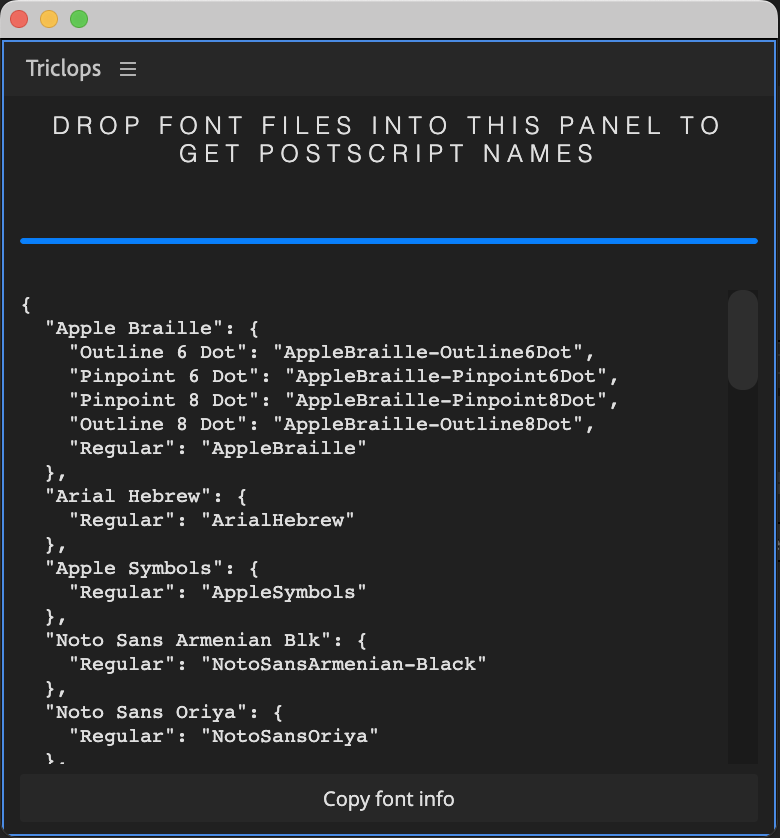 Triclops
DROP FONT FILES INTO THIS PANEL TO
GET POSTSCRIPT NAMES
{
"Apple Braille": {
"Outline 6 Dot": "AppleBraille-Outline6Dot",
"Pinpoint 6 Dot": "AppleBraille-Pinpoint6Dot",
"Pinpoint 8 Dot": "AppleBraille-Pinpoint8Dot",
"Outline 8 Dot": "AppleBraille-Outline8Dot",
"Regular": "AppleBraille"
},
"Arial Hebrew": {
"Regular": "ArialHebrew"
},
"Apple Symbols": {
"Regular": "AppleSymbols"
},
"Noto Sans Armenian Blk": {
"Regular": "NotoSansArmenian-Black"
},
"Noto Sans Oriya": {
"Regular": "NotoSansOriya"
},
Copy font info